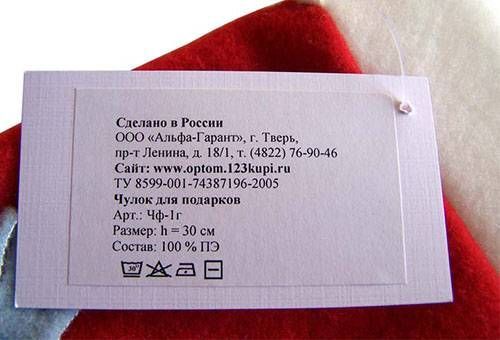 Сделано в России
ООО «Альфа-Гарант», г. Тверь,
пр-т Ленина, д. 18/1, т. (4822) 76-90-46
Сайт: www.optom.123kupi.ru
ТУ 8599-001-74387196-2005
Чулок для подарков
Арт.: Чф-1г
Размер: h = 30 см
Состав: 100 % ПЭ
30°